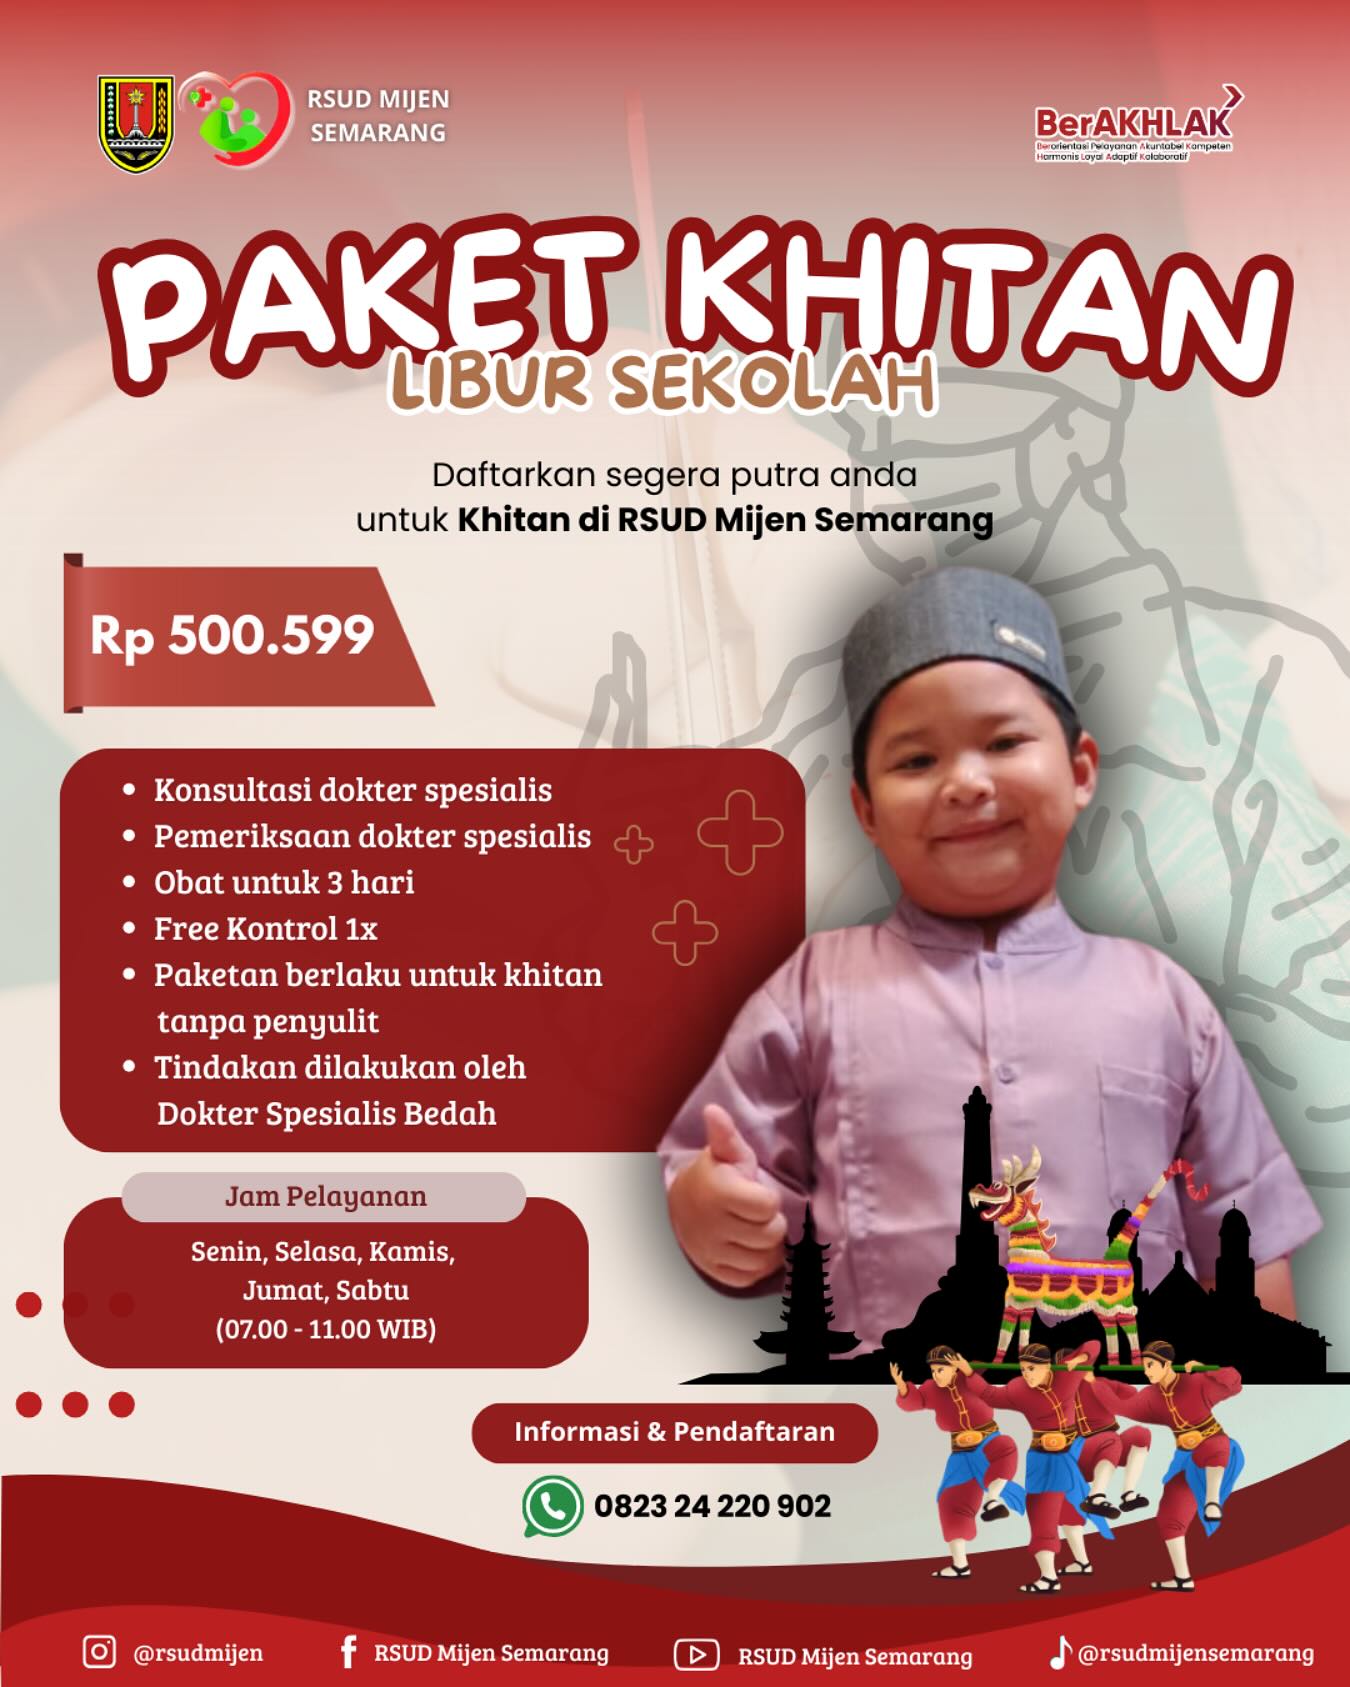 RSUD MIJEN
SEMARANG
BerAKHLAK
Berorientasi Pelayanan Akuntabel Kompeten
Harmonis Loyal Adaptif Kolaboratif
PAKET KHITAN
LIBUR SEKOLAH
Daftarkan segera putra anda
untuk Khitan di RSUD Mijen Semarang
Rp 500.599
• Konsultasi dokter spesialis
• Pemeriksaan dokter spesialis
• Obat untuk 3 hari
• Free Kontrol 1x
• Paketan berlaku untuk khitan
tanpa penyulit
• Tindakan dilakukan oleh
Dokter Spesialis Bedah
Jam Pelayanan
Senin, Selasa, Kamis,
Jumat, Sabtu
(07.00 - 11.00 WIB)
Informasi & Pendaftaran
0823 24 220 902
@rsudmijen
RSUD Mijen Semarang
RSUD Mijen Semarang
@rsudmijensemarang